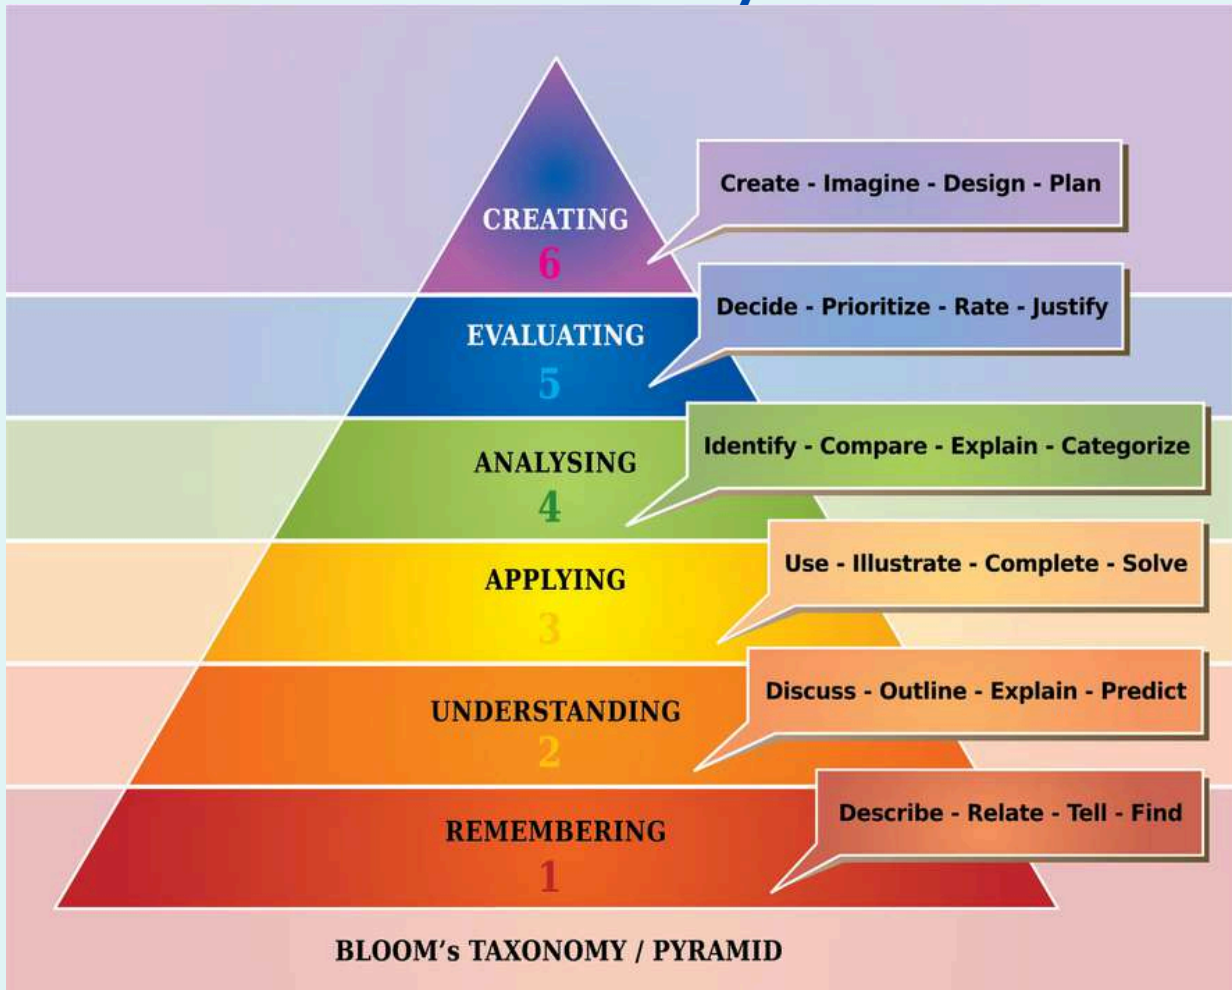 Create - Imagine - Design - Plan
CREATING
6
Decide - Prioritize - Rate - Justify
EVALUATING
5
Identify - Compare - Explain - Categorize
ANALYSING
4
Use - Illustrate - Complete - Solve
APPLYING
3
Discuss - Outline - Explain - Predict
UNDERSTANDING
2
Describe - Relate - Tell - Find
REMEMBERING
1
BLOOM's TAXONOMY / PYRAMID